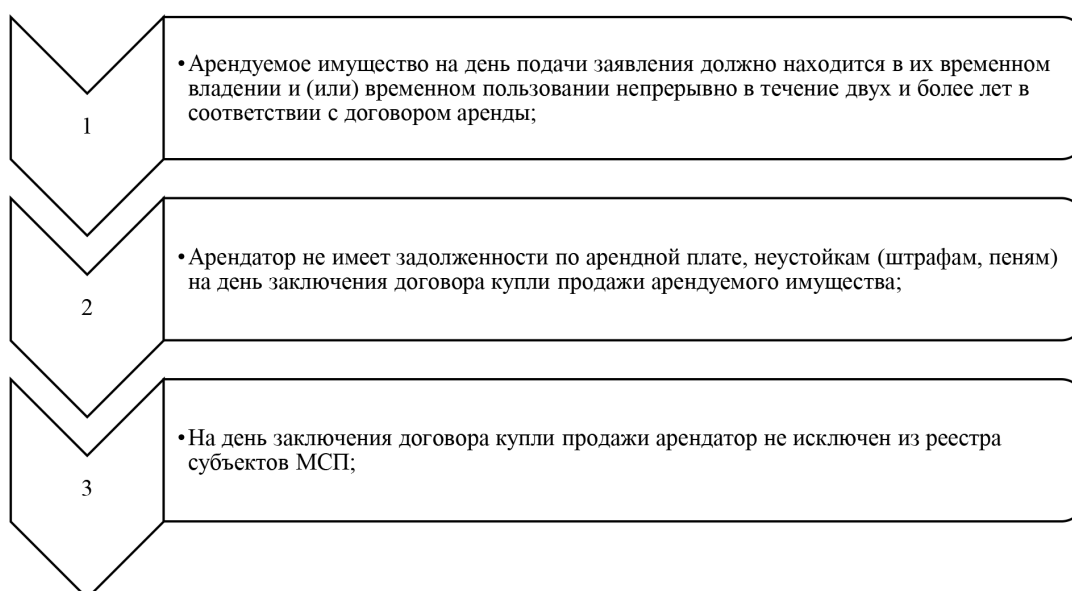 1
•Арендуемое имущество на день подачи заявления должно находится в их временном
владении и (или) временном пользовании непрерывно в течение двух и более лет в
соответствии с договором аренды;
2
•Арендатор не имеет задолженности по арендной плате, неустойкам (штрафам, пеням)
на день заключения договора купли продажи арендуемого имущества;
3
•На день заключения договора купли продажи арендатор не исключен из реестра
субъектов МСП;